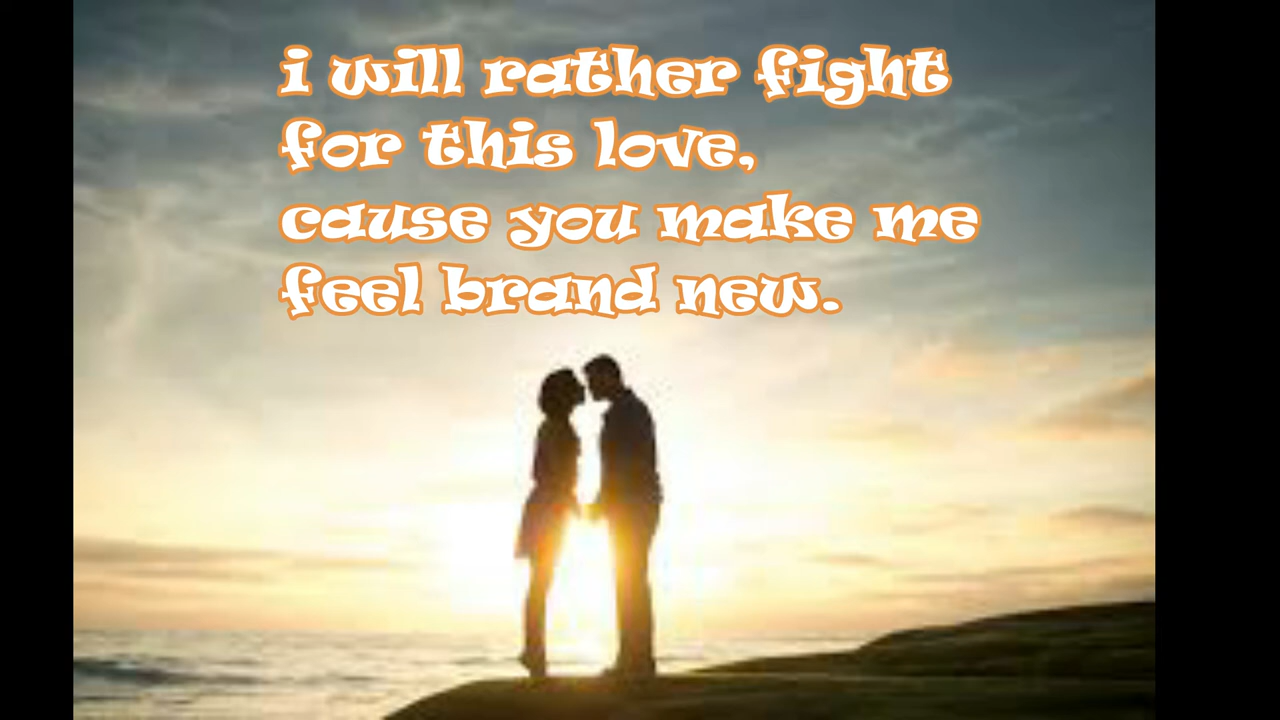 i will rather fight
for this love,
cause you make me
feel brand new.